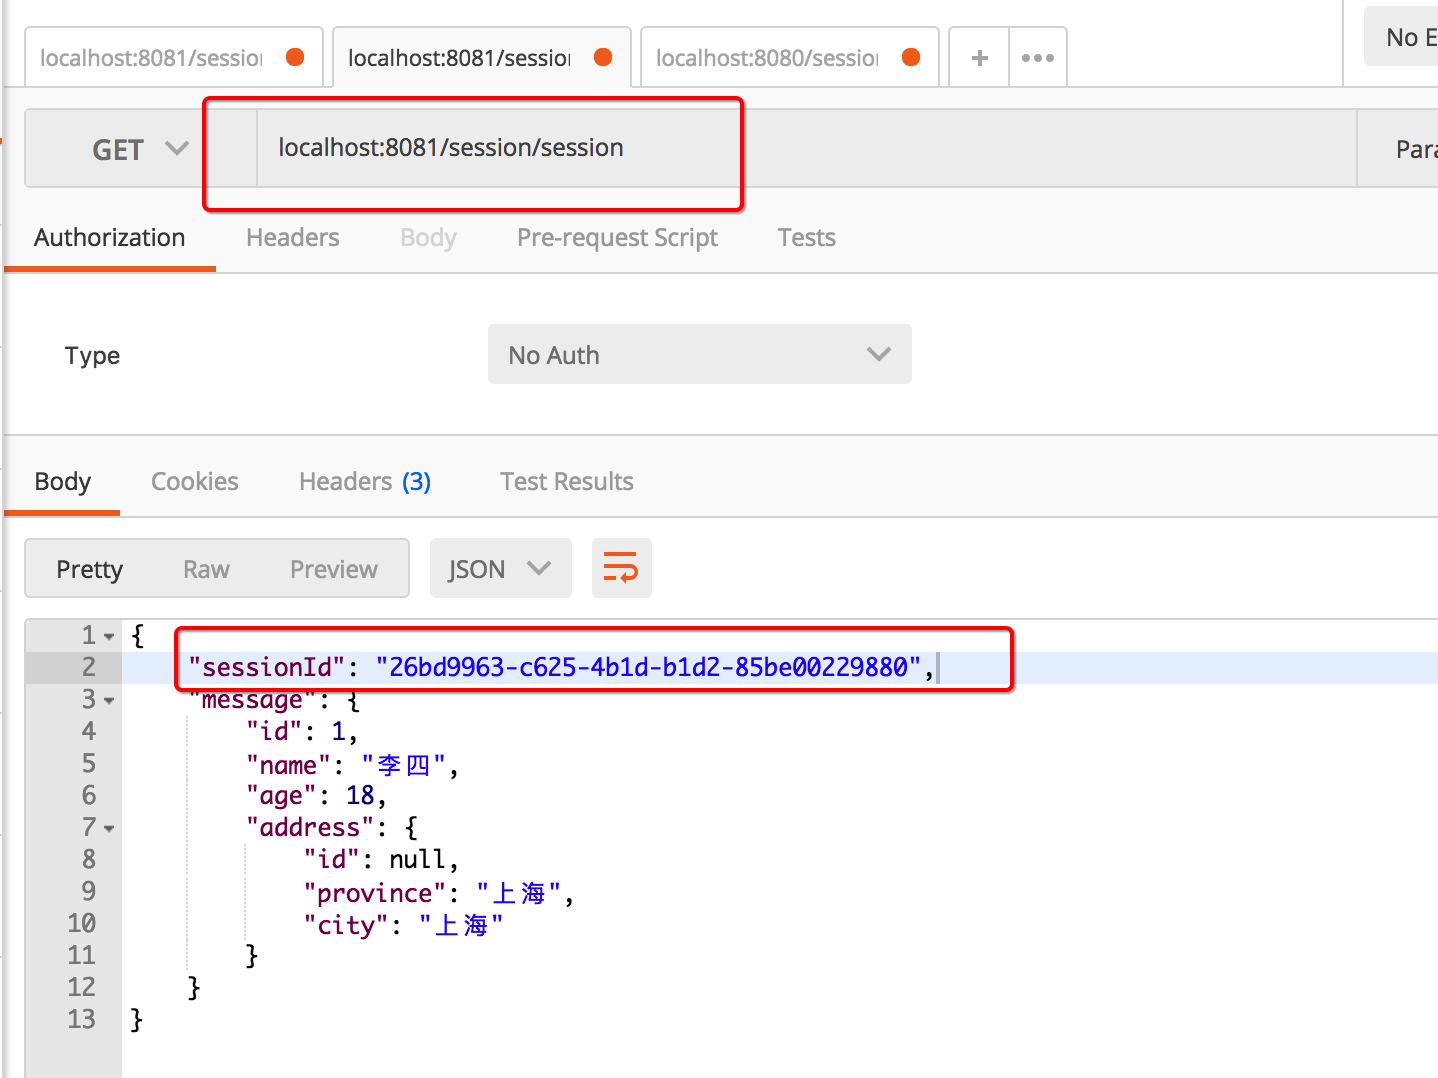 localhost:8081/session localhost:8081/session localhost:8080/session + ••• No E
GET localhost:8081/session/session Para
Authorization Headers Body Pre-request Script Tests
Type No Auth
Body Cookies Headers (3) Test Results
Pretty Raw Preview JSON
1 {
2 "sessionId": "26bd9963-c625-4b1d-b1d2-85be00229880",
3 "message": {
4 "id": 1,
5 "name": "李四",
6 "age": 18,
7 "address": {
8 "id": null,
9 "province": "上海",
10 "city": "上海"
11 }
12 }
13 }